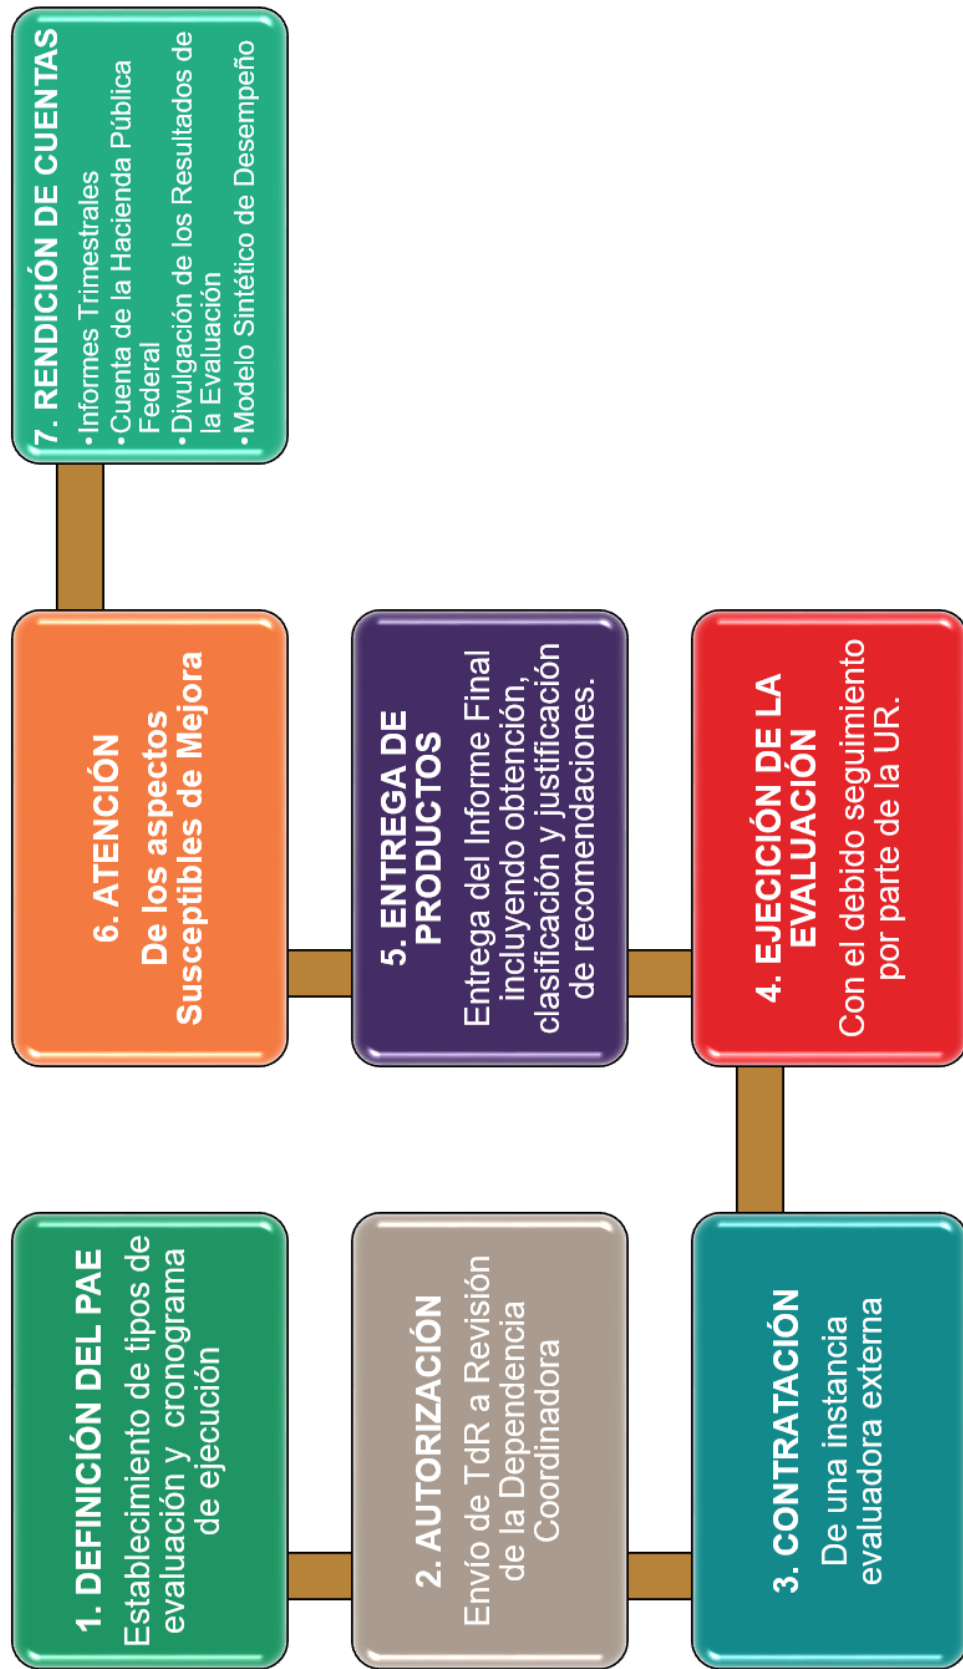 1. DEFINICIÓN DEL PAE
Establecimiento de tipos de
evaluación y cronograma
de ejecución
2. AUTORIZACIÓN
Envío de TdR a Revisión
de la Dependencia
Coordinadora
3. CONTRATACIÓN
De una instancia
evaluadora externa
4. EJECICIÓN DE LA
EVALUACIÓN
Con el debido seguimiento
por parte de la UR.
5. ENTREGA DE
PRODUCTOS
Entrega del Informe Final
incluyendo obtención,
clasificación y justificación
de recomendaciones.
6. ATENCIÓN
De los aspectos
Susceptibles de Mejora
7. RENDICIÓN DE CUENTAS
•Informes Trimestrales
•Cuenta de la Hacienda Pública
Federal
•Divulgación de los Resultados de
la Evaluación
•Modelo Sintético de Desempeño